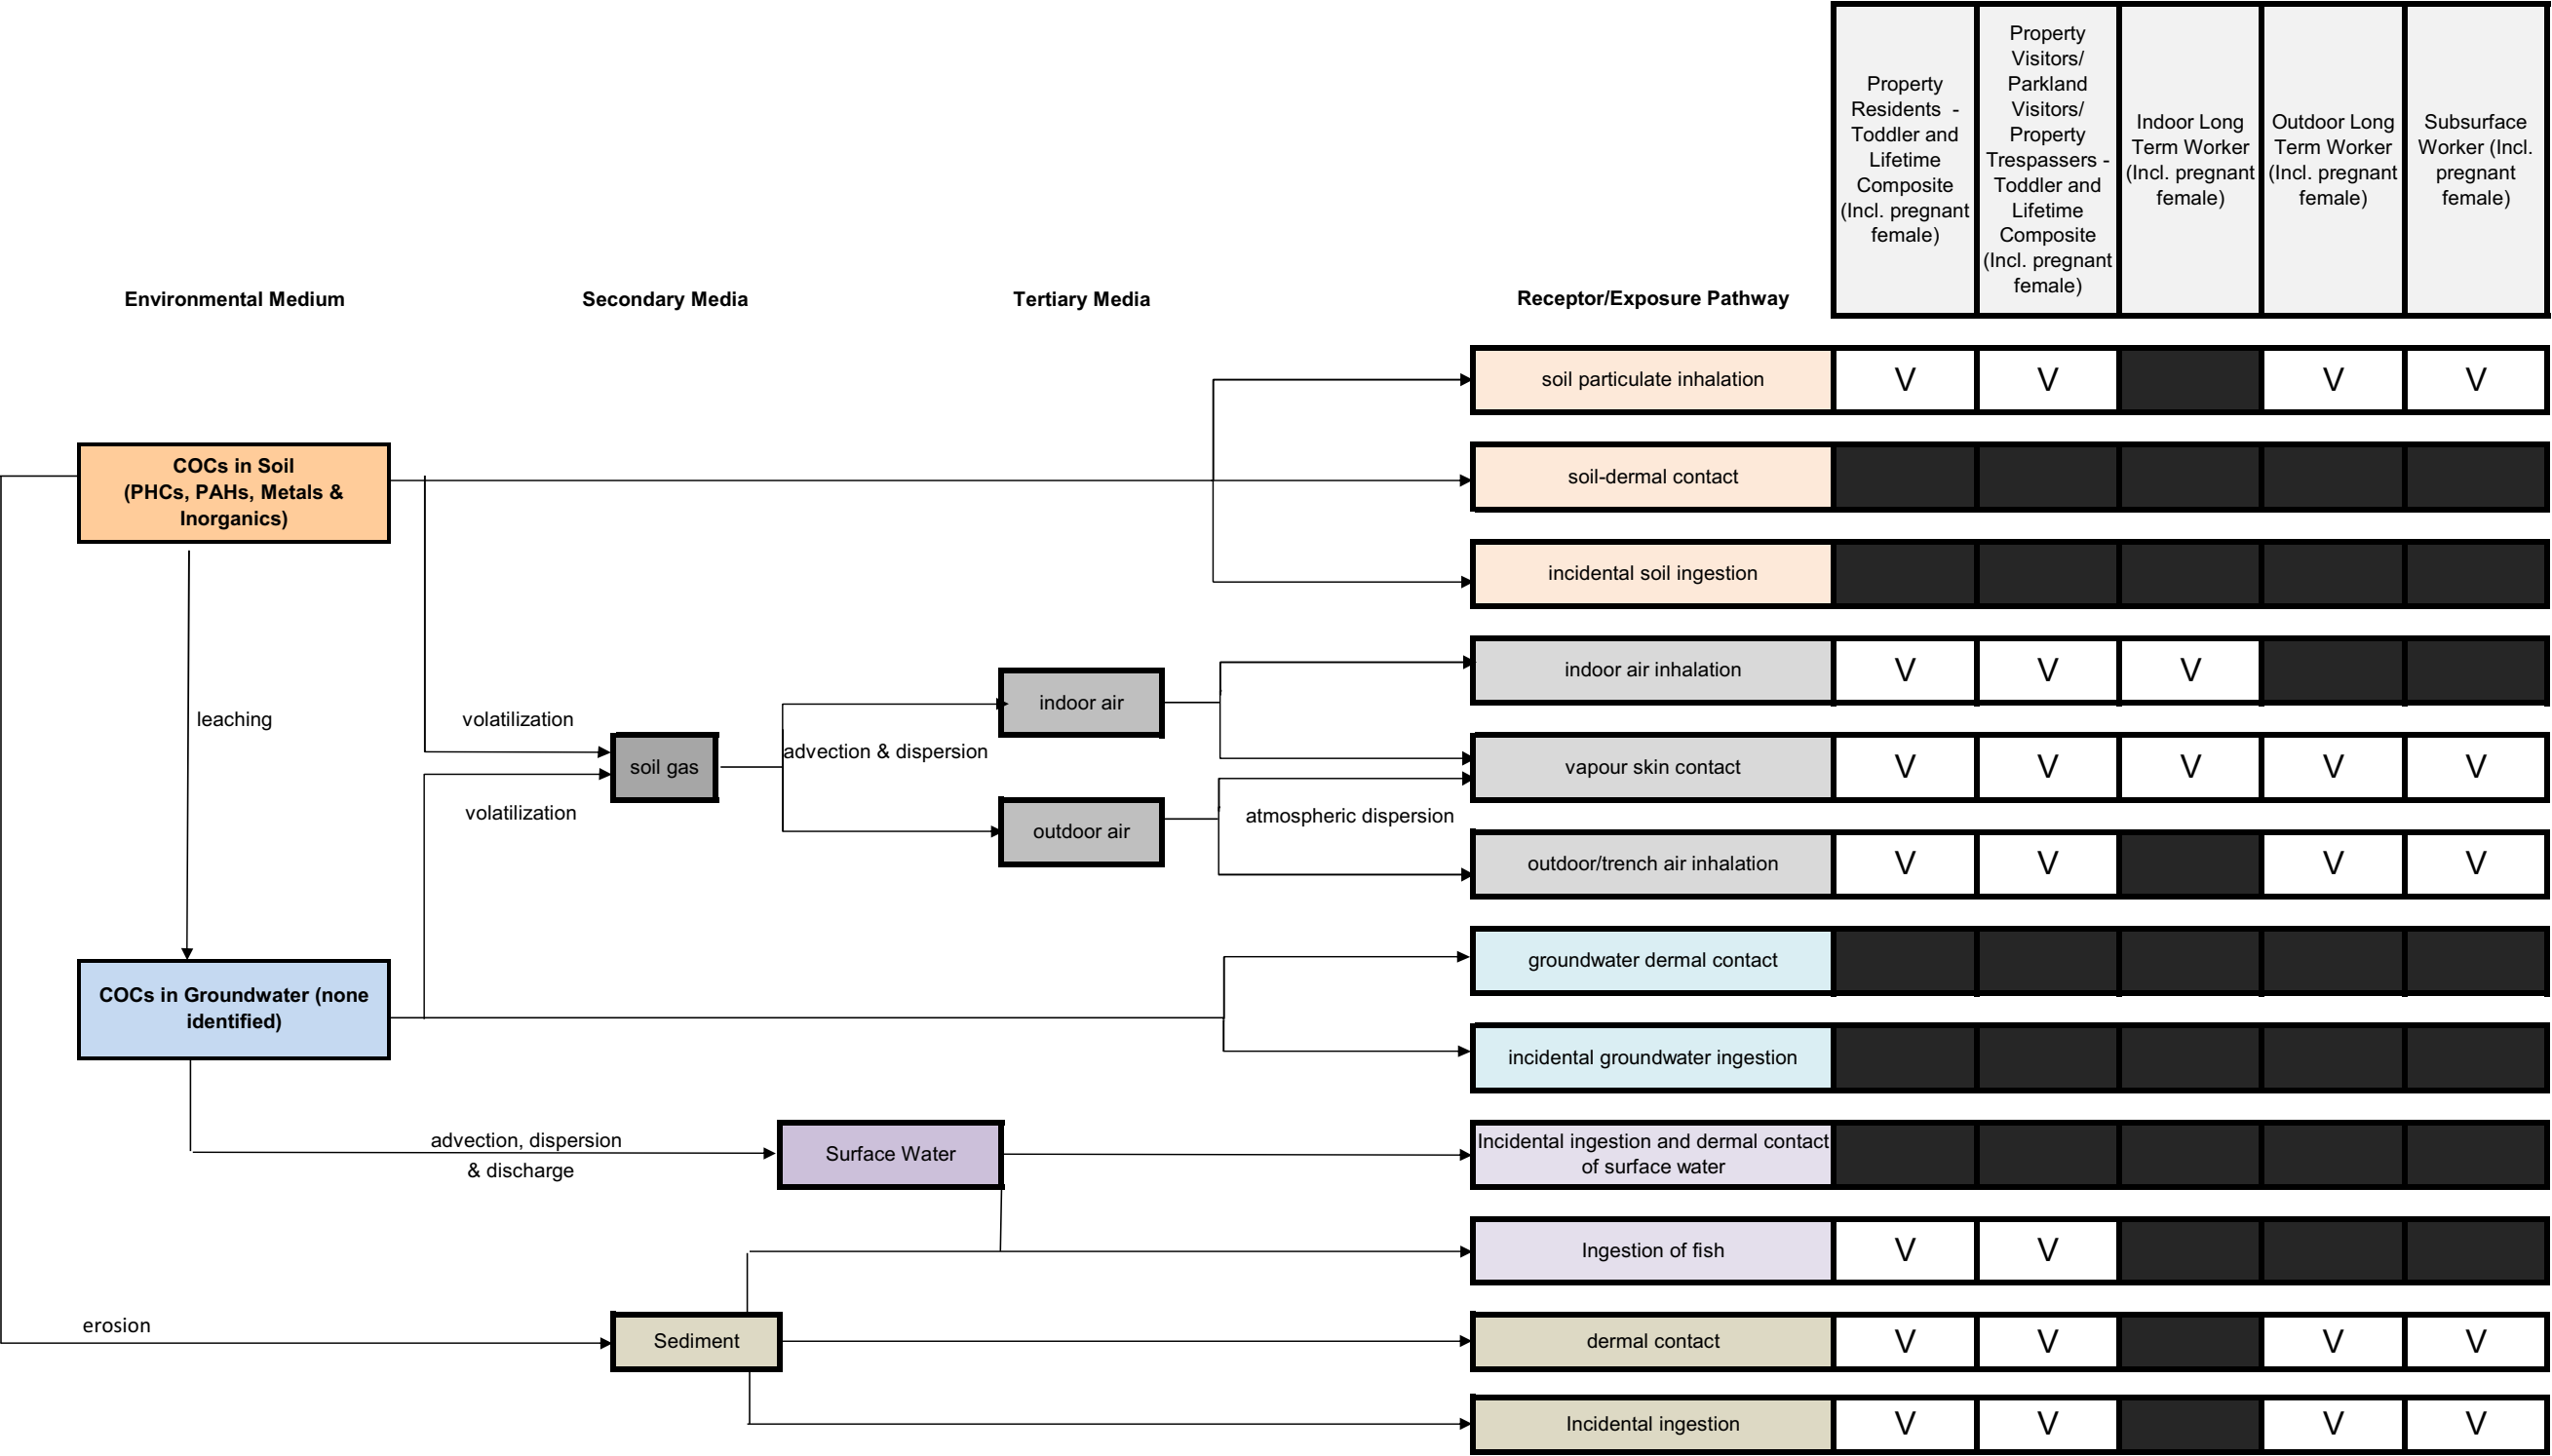 Property
Residents -
Toddler and
Lifetime
Composite
(Incl. pregnant
female)
Property
Visitors/
Parkland
Visitors/
Property
Trespassers -
Toddler and
Lifetime
Composite
(Incl. pregnant
female)
Indoor Long
Term Worker
(Incl. pregnant
female)
Outdoor Long
Term Worker
(Incl. pregnant
female)
Subsurface
Worker (Incl.
pregnant
female)
Environmental Medium
Secondary Media
Tertiary Media
Receptor/Exposure Pathway
soil particulate inhalation
V
V
V
V
COCs in Soil
(PHCs, PAHs, Metals &
Inorganics)
soil-dermal contact
incidental soil ingestion
indoor air inhalation
V
V
V
leaching
volatilization
indoor air
advection & dispersion
soil gas
vapour skin contact
V
V
V
V
V
volatilization
outdoor air
atmospheric dispersion
outdoor/trench air inhalation
V
V
V
V
groundwater dermal contact
COCs in Groundwater (none
identified)
incidental groundwater ingestion
advection, dispersion
& discharge
Surface Water
Incidental ingestion and dermal contact
of surface water
Ingestion of fish
V
V
erosion
Sediment
dermal contact
V
V
V
V
Incidental ingestion
V
V
V
V